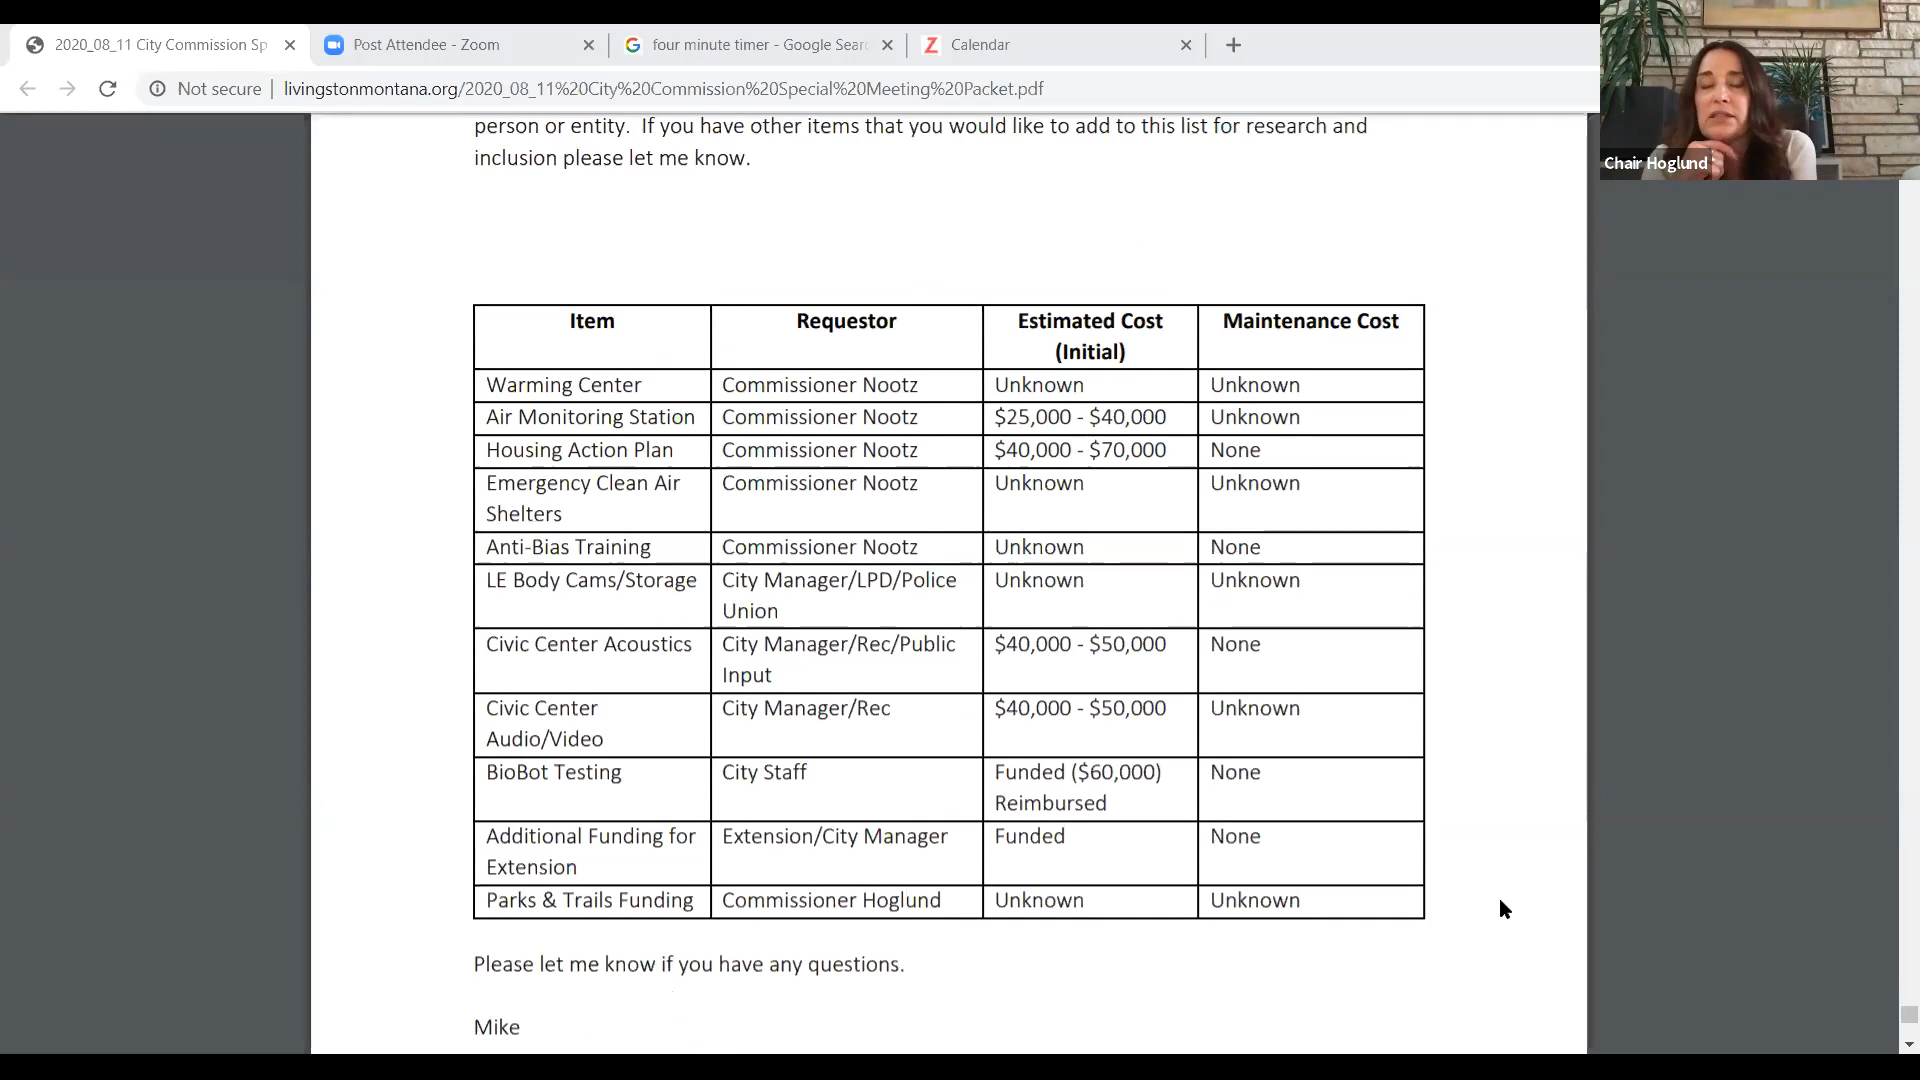 2020_08_11 City Commission Sp
Post Attendee - Zoom
four minute timer - Google Sear
Calendar
Not secure | livingstonmontana.org/2020_08_11%20City%20Commission%20Special%20Meeting%20Packet.pdf
Chair Hoglund
person or entity.  If you have other items that you would like to add to this list for research and
inclusion please let me know.
Item Requestor Estimated Cost (Initial) Maintenance Cost
Warming Center Commissioner Nootz Unknown Unknown
Air Monitoring Station Commissioner Nootz $25,000 - $40,000 Unknown
Housing Action Plan Commissioner Nootz $40,000 - $70,000 None
Emergency Clean Air Shelters Commissioner Nootz Unknown Unknown
Anti-Bias Training Commissioner Nootz Unknown None
LE Body Cams/Storage City Manager/LPD/Police Union Unknown Unknown
Civic Center Acoustics City Manager/Rec/Public Input $40,000 - $50,000 None
Civic Center Audio/Video City Manager/Rec $40,000 - $50,000 Unknown
BioBot Testing City Staff Funded ($60,000) Reimbursed None
Additional Funding for Extension Extension/City Manager Funded None
Parks & Trails Funding Commissioner Hoglund Unknown Unknown
Please let me know if you have any questions.
Mike